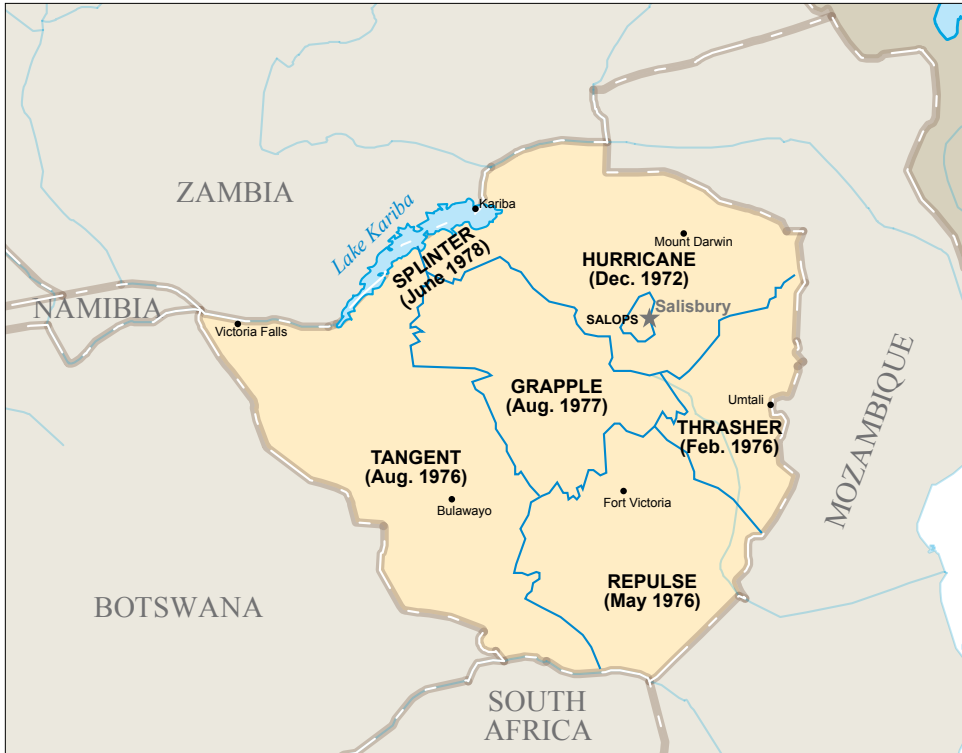 ZAMBIA
Kariba
Lake Kariba
SPLINTER
(June 1978)
Mount Darwin
HURRICANE
(Dec. 1972)
NAMIBIA
Salisbury
SALOPS
Victoria Falls
GRAPPLE
(Aug. 1977)
Umtali
THRASHER
(Feb. 1976)
MOZAMBIQUE
TANGENT
(Aug. 1976)
Bulawayo
Fort Victoria
REPULSE
(May 1976)
BOTSWANA
SOUTH
AFRICA